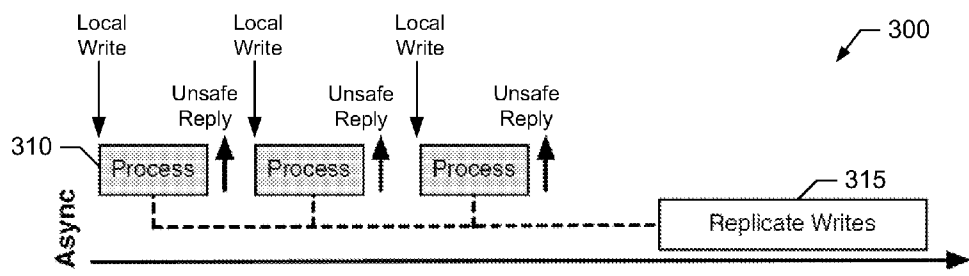 Local
Write
Local
Write
Local
Write
300
Unsafe
Reply
Unsafe
Reply
Unsafe
Reply
310
Process
Process
Process
315
Replicate Writes
Async